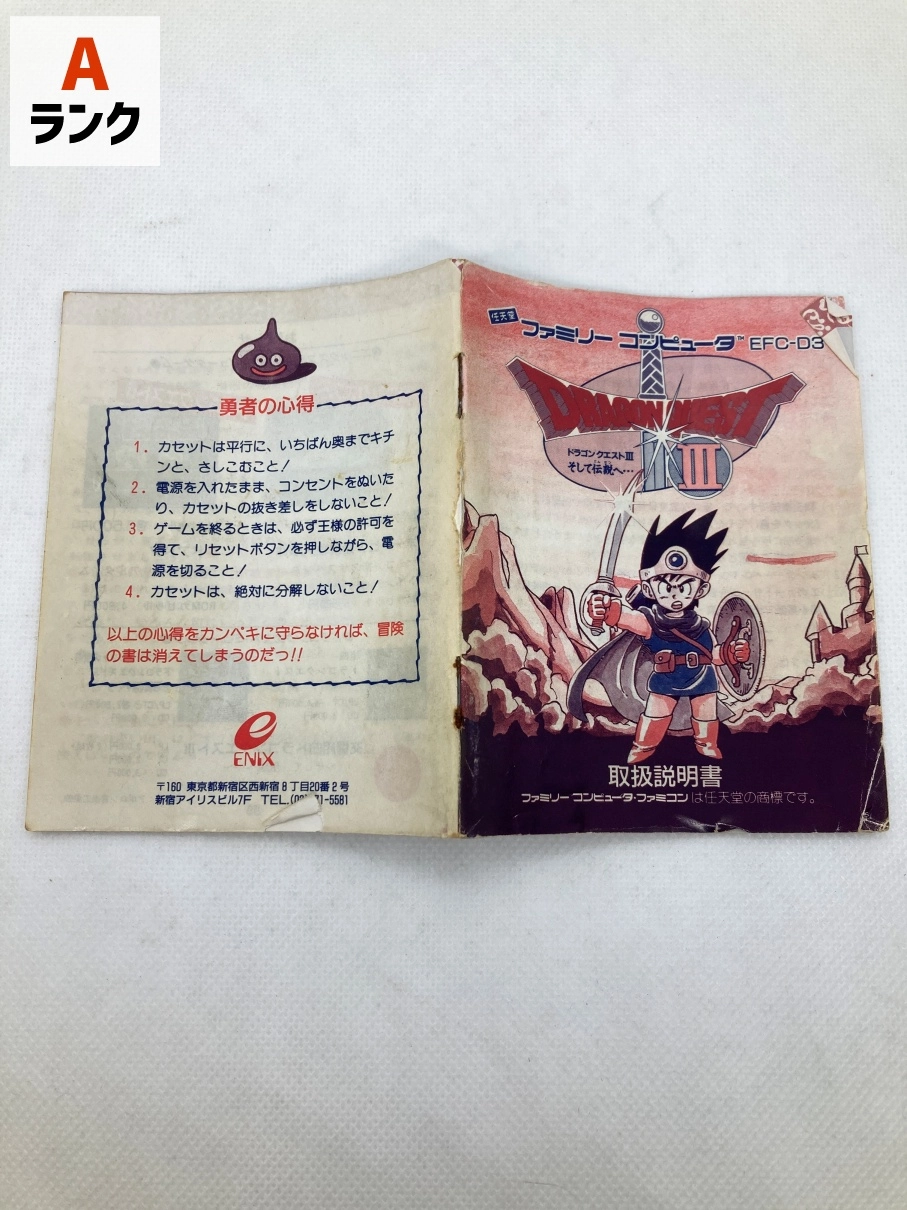 A
ランク
勇者の心得
1. カセットは平行に、いちばん奥までキチ
ンと、さしこむこと!
2. 電源を入れたまま、コンセントをぬいた
り、カセットの抜き差しをしないこと!
3. ゲームを終るときは、必ず王様の許可を
得て、リセットボタンを押しながら、電
源を切ること!
4. カセットは、絶対に分解しないこと!
以上の心得をカンペキに守らなければ、冒険
の書は消えてしまうのだっ!!
ENIX
〒160 東京都新宿区西新宿8丁目20番2号
新宿アイリスビル7F TEL.
任天堂
ファミリー コンピュータ™ EFC-D3
DRAGON QUEST
III
ドラゴンクエストIII
そして伝説へ…
取扱説明書
ファミリーコンピュータ・ファミコンは任天堂の商標です。